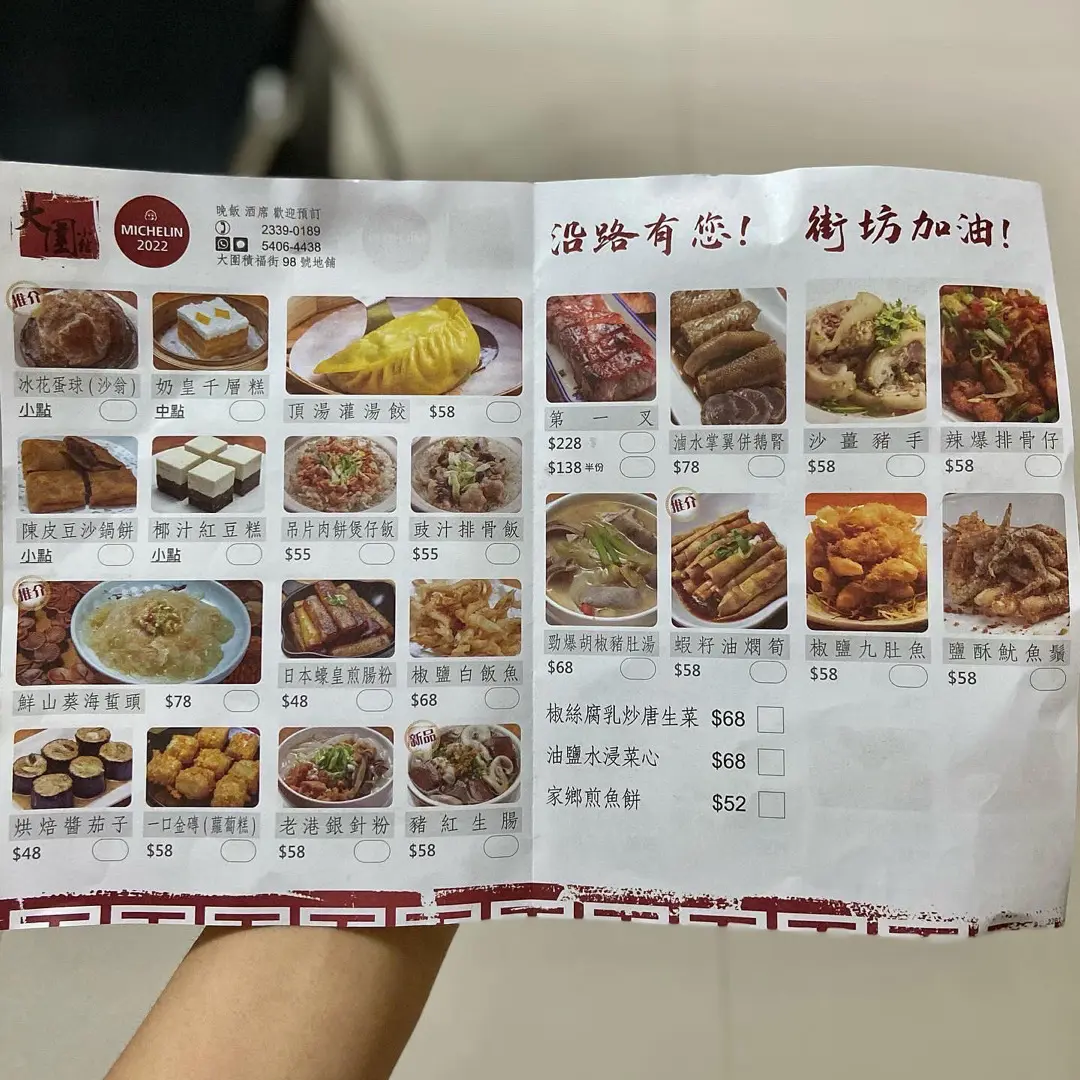 大圍小館
MICHELIN
2022
晚飯 酒席 歡迎預訂
2339-0189
5406-4438
大圍積福街 98 號地舖
推介
冰花蛋球(沙翁)
小點
奶皇千層糕
中點
頂湯灌湯餃 $58
陳皮豆沙鍋餅
小點
椰汁紅豆糕
小點
吊片肉餅煲仔飯
$55
豉汁排骨飯
$55
推介
鮮山葵海蜇頭 $78
日本蠔皇煎腸粉
$48
椒鹽白飯魚
$68
烘焙醬茄子
$48
一口金磚(蘿蔔糕)
$58
老港銀針粉
$58
新品
豬紅生腸
$58
沿路有您! 街坊加油!
第一叉
$228
$138 半份
滷水掌翼併鵝腎
$78
沙薑豬手
$58
辣爆排骨仔
$58
勁爆胡椒豬肚湯
$68
推介
蝦籽油燜筍
$58
椒鹽九肚魚
$58
鹽酥魷魚鬚
$58
椒絲腐乳炒唐生菜 $68
油鹽水浸菜心 $68
家鄉煎魚餅 $52